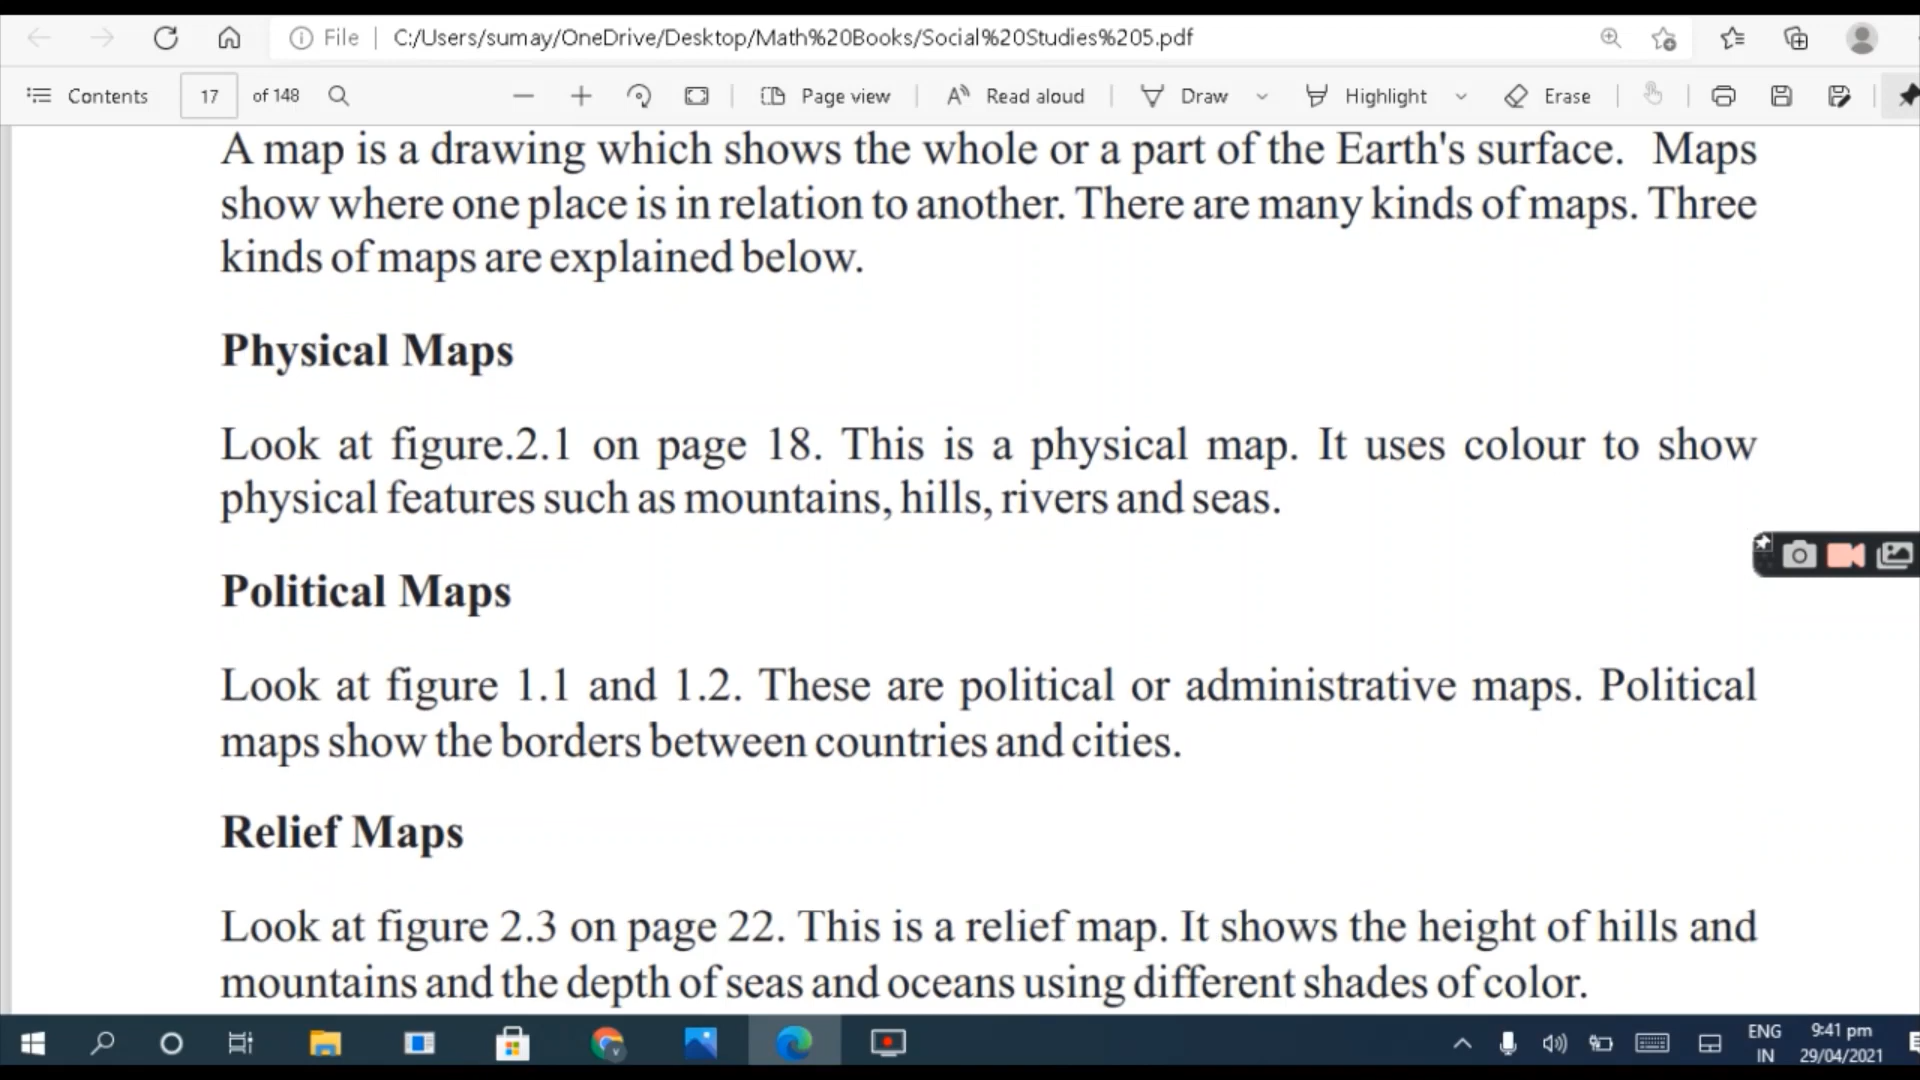 File | C:/Users/sumay/OneDrive/Desktop/Math%20Books/Social%20Studies%205.pdf
Contents 17 of 148 Page view Read aloud Draw Highlight Erase
A map is a drawing which shows the whole or a part of the Earth's surface. Maps
show where one place is in relation to another. There are many kinds of maps. Three
kinds of maps are explained below.
Physical Maps
Look at figure.2.1 on page 18. This is a physical map. It uses colour to show
physical features such as mountains, hills, rivers and seas.
Political Maps
Look at figure 1.1 and 1.2. These are political or administrative maps. Political
maps show the borders between countries and cities.
Relief Maps
Look at figure 2.3 on page 22. This is a relief map. It shows the height of hills and
mountains and the depth of seas and oceans using different shades of color.
ENG 9:41 pm
IN 29/04/2021